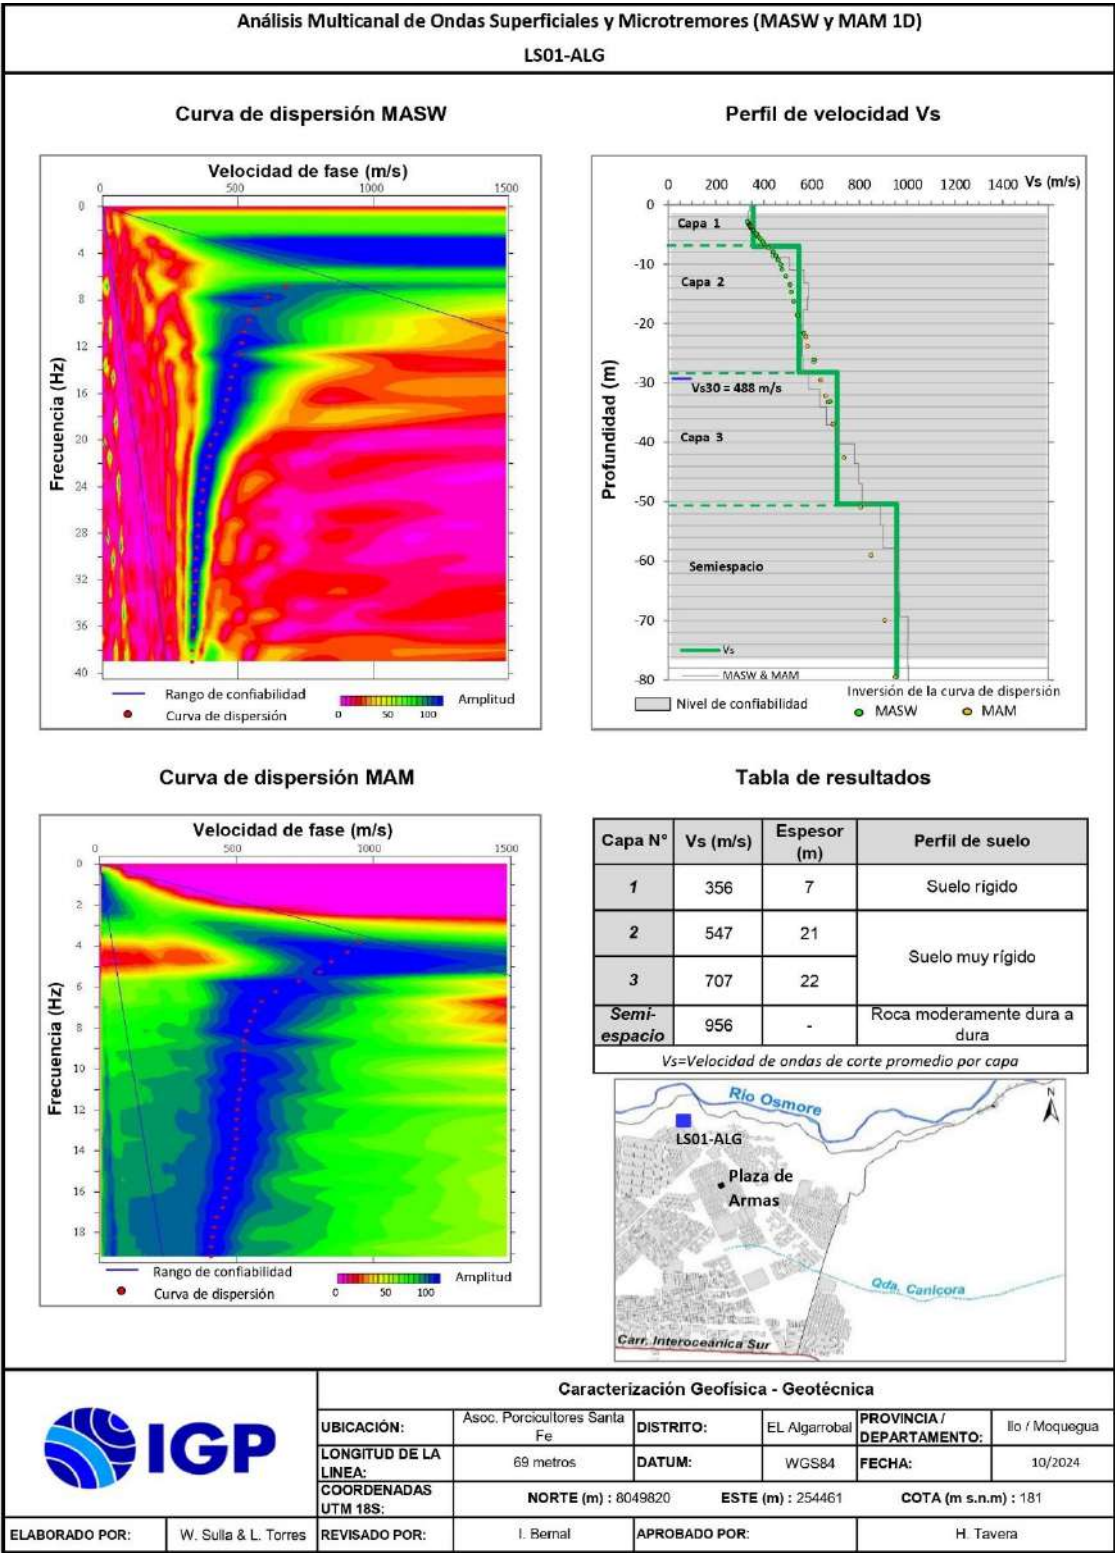 Análisis Multicanal de Ondas Superficiales y Microtremores (MASW y MAM 1D)
LS01-ALG
Curva de dispersión MASW
Velocidad de fase (m/s)
0 500 1000 1500
Frecuencia (Hz)
0
4
8
12
16
20
24
28
32
36
40
Rango de confiabilidad
Curva de dispersión
Amplitud
0 50 100
Perfil de velocidad Vs
0 200 400 600 800 1000 1200 1400 Vs (m/s)
Profundidad (m)
0
-10
-20
-30
-40
-50
-60
-70
-80
Capa 1
Capa 2
Vs30 = 488 m/s
Capa 3
Semiespacio
Vs
MASW & MAM
Nivel de confiabilidad
Inversión de la curva de dispersión
MASW MAM
Curva de dispersión MAM
Velocidad de fase (m/s)
0 500 1000 1500
Frecuencia (Hz)
0
2
4
6
8
10
12
14
16
18
Rango de confiabilidad
Curva de dispersión
Amplitud
0 50 100
Tabla de resultados
Capa N° Vs (m/s) Espesor (m) Perfil de suelo
1 356 7 Suelo rígido
2 547 21 Suelo muy rígido
3 707 22
Semi-espacio 956 - Roca moderamente dura a dura
Vs=Velocidad de ondas de corte promedio por capa
Río Osmore
N
LS01-ALG
Plaza de
Armas
Qda. Canicora
Carr. Interoceánica Sur
IGP
Caracterización Geofísica - Geotécnica
UBICACIÓN: Asoc. Porcicultores Santa Fe DISTRITO: EL Algarrobal PROVINCIA / DEPARTAMENTO: Ilo / Moquegua
LONGITUD DE LA LINEA: 69 metros DATUM: WGS84 FECHA: 10/2024
COORDENADAS UTM 18S: NORTE (m) : 8049820 ESTE (m) : 254461 COTA (m s.n.m) : 181
ELABORADO POR: W. Sulla & L. Torres REVISADO POR: I. Bernal APROBADO POR: H. Tavera